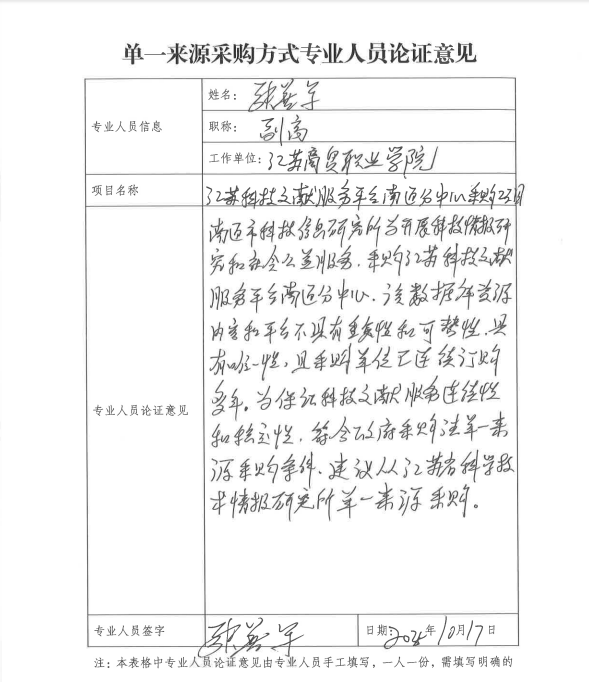 单一来源采购方式专业人员论证意见
专业人员信息
姓名：
职称：副高
工作单位：江苏商贸职业学院
项目名称
江苏科技文献服务平台南通分中心采购项目
专业人员论证意见
南通市科技信息研究所为开展科技情报研
究和社会公益服务，采购江苏科技文献
服务平台南通分中心，该数据库资源
内容和平台不具有重复性和可替性，具
有唯一性，且采购单位已连续订购
多年。为保证科技文献服务连续性
和稳定性，符合政府采购法单一来
源采购条件，建议从江苏省科学技
术情报研究所单一来源采购。
专业人员签字
日期： 年10月17日
注：本表格中专业人员论证意见由专业人员手工填写，一人一份，需填写明确的